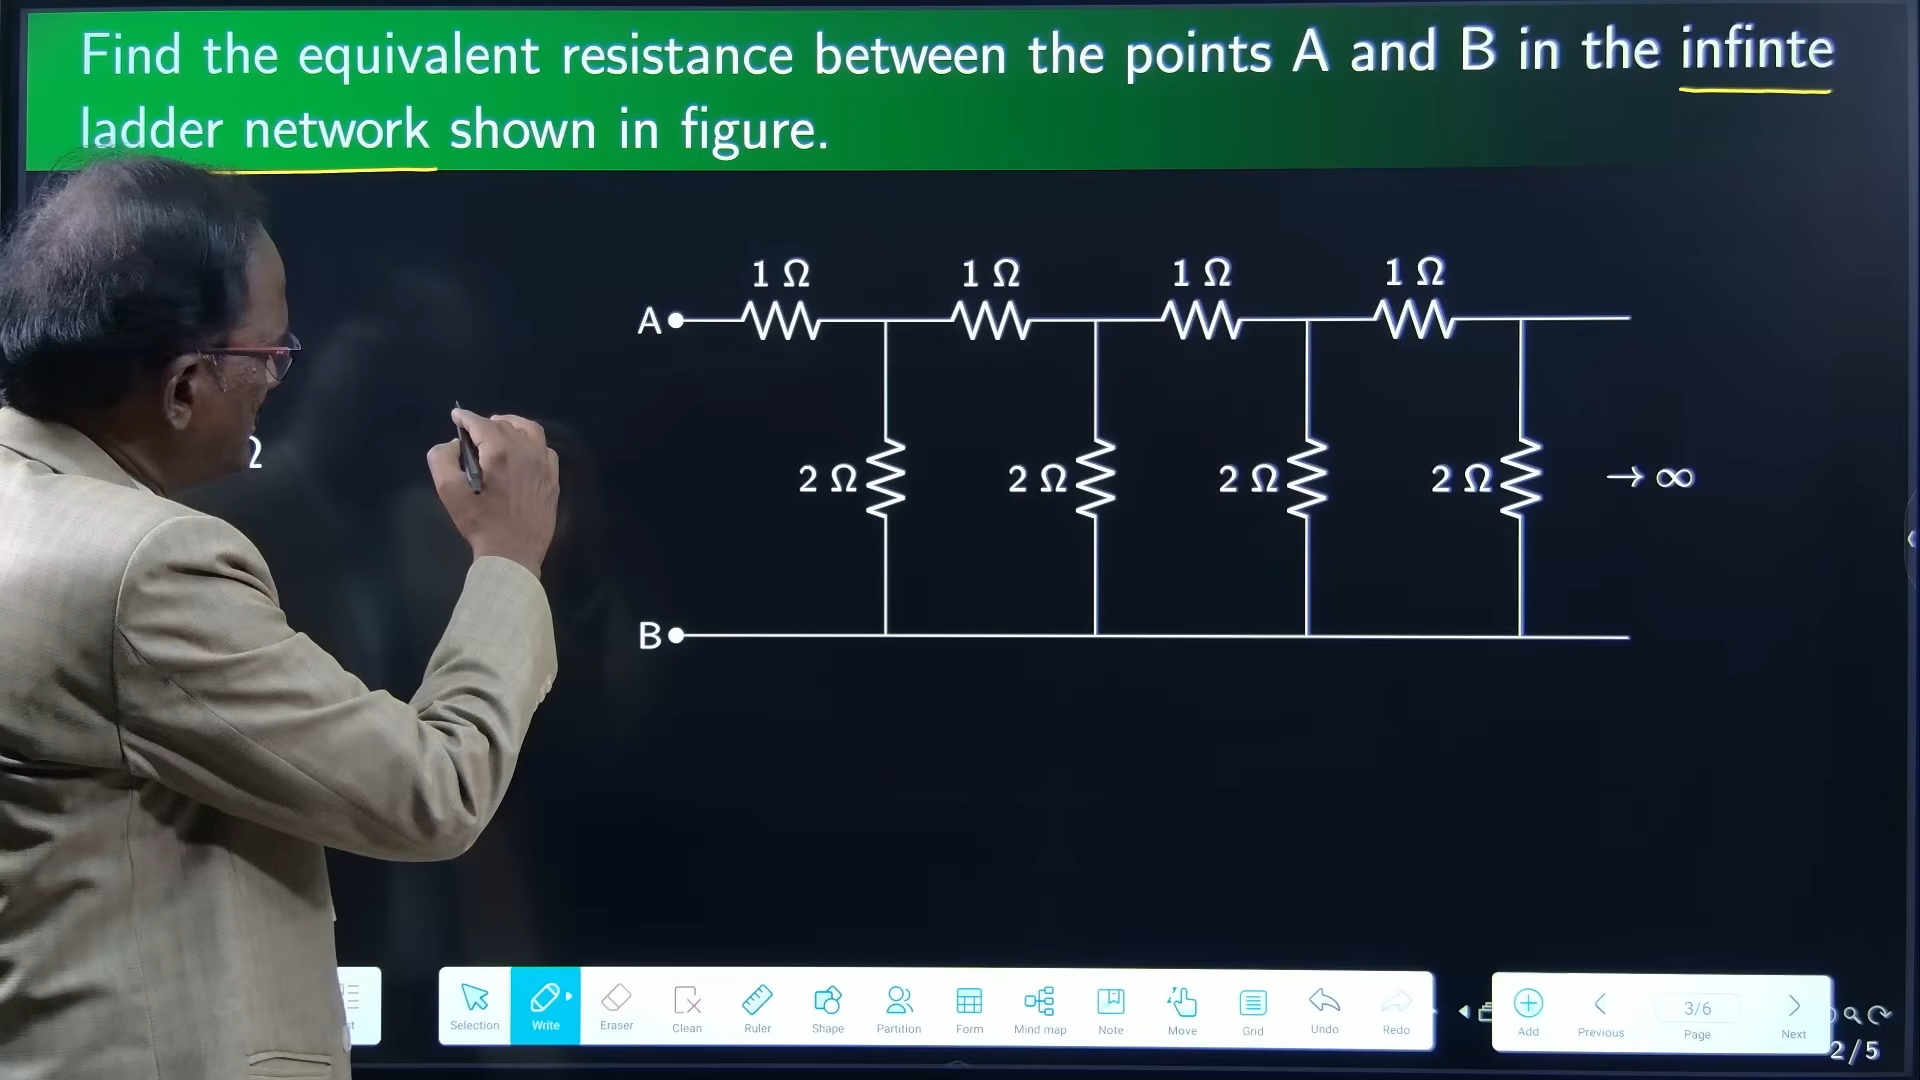 Find the equivalent resistance between the points A and B in the infinte
ladder network shown in figure.
1 Ω 1 Ω 1 Ω 1 Ω
A
2 Ω 2 Ω 2 Ω 2 Ω → ∞
B
Selection Write Eraser Clean Ruler Shape Partition Form Mind map Note Move Grid Undo Redo
Add Previous 3/6 Page Next
2/5